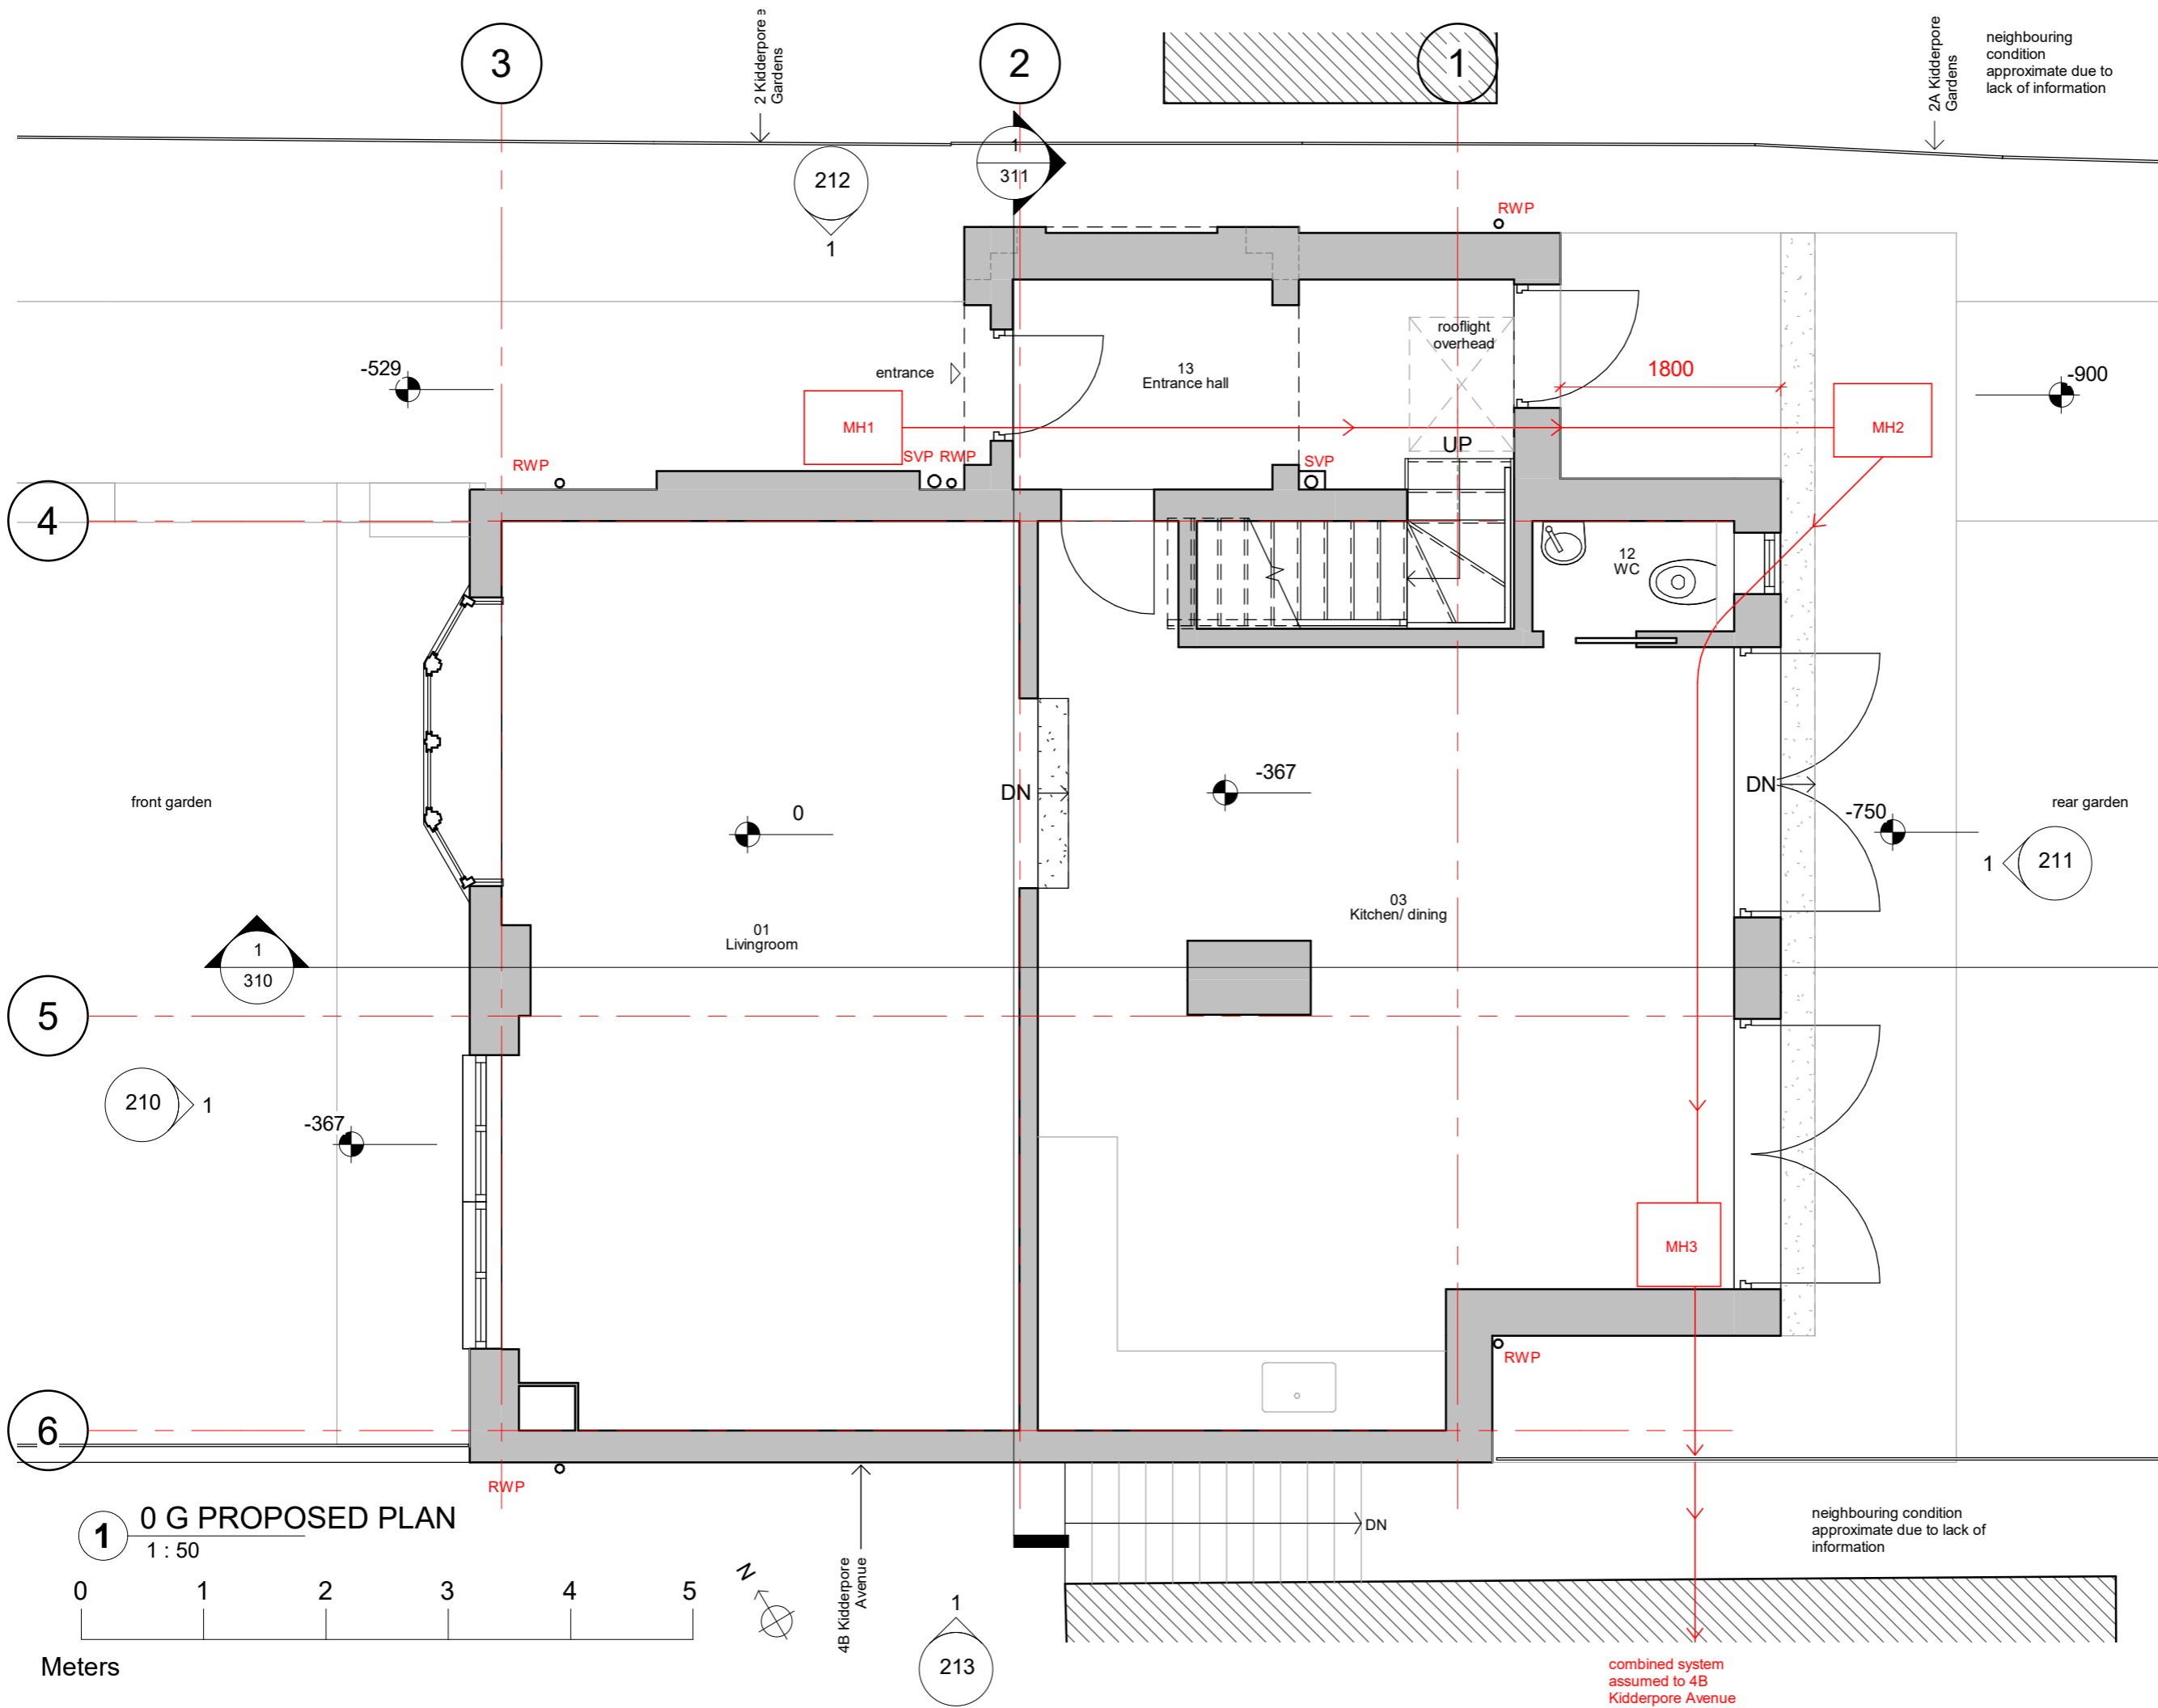 3
2 Kidderpore
Gardens
2
1
2A Kidderpore
Gardens
neighbouring
condition
approximate due to
lack of information
212
1
1
311
RWP
-529
entrance
13
Entrance hall
rooflight
overhead
1800
-900
MH1
MH2
UP
RWP
SVP RWP
SVP
4
12
WC
front garden
0
DN
-367
DN
-750
rear garden
1
211
03
Kitchen/ dining
01
Livingroom
1
310
5
210
1
-367
MH3
RWP
6
RWP
1
0 G PROPOSED PLAN
1 : 50
0
1
2
3
4
5
Meters
N
4B Kidderpore
Avenue
1
213
DN
neighbouring condition
approximate due to lack of
information
combined system
assumed to 4B
Kidderpore Avenue